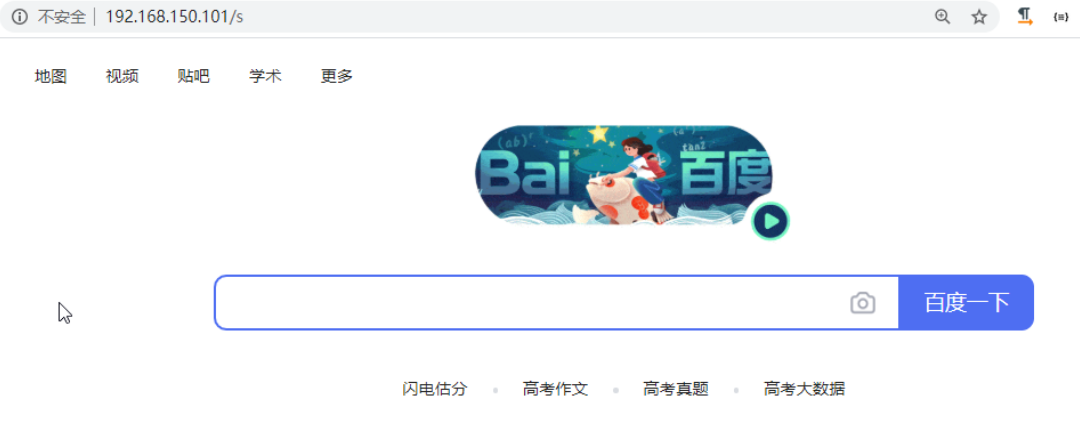 不安全 192.168.150.101/s
地图 视频 贴吧 学术 更多
(ab)ʳ
tanZ
Bai 百度
百度一下
闪电估分 高考作文 高考真题 高考大数据